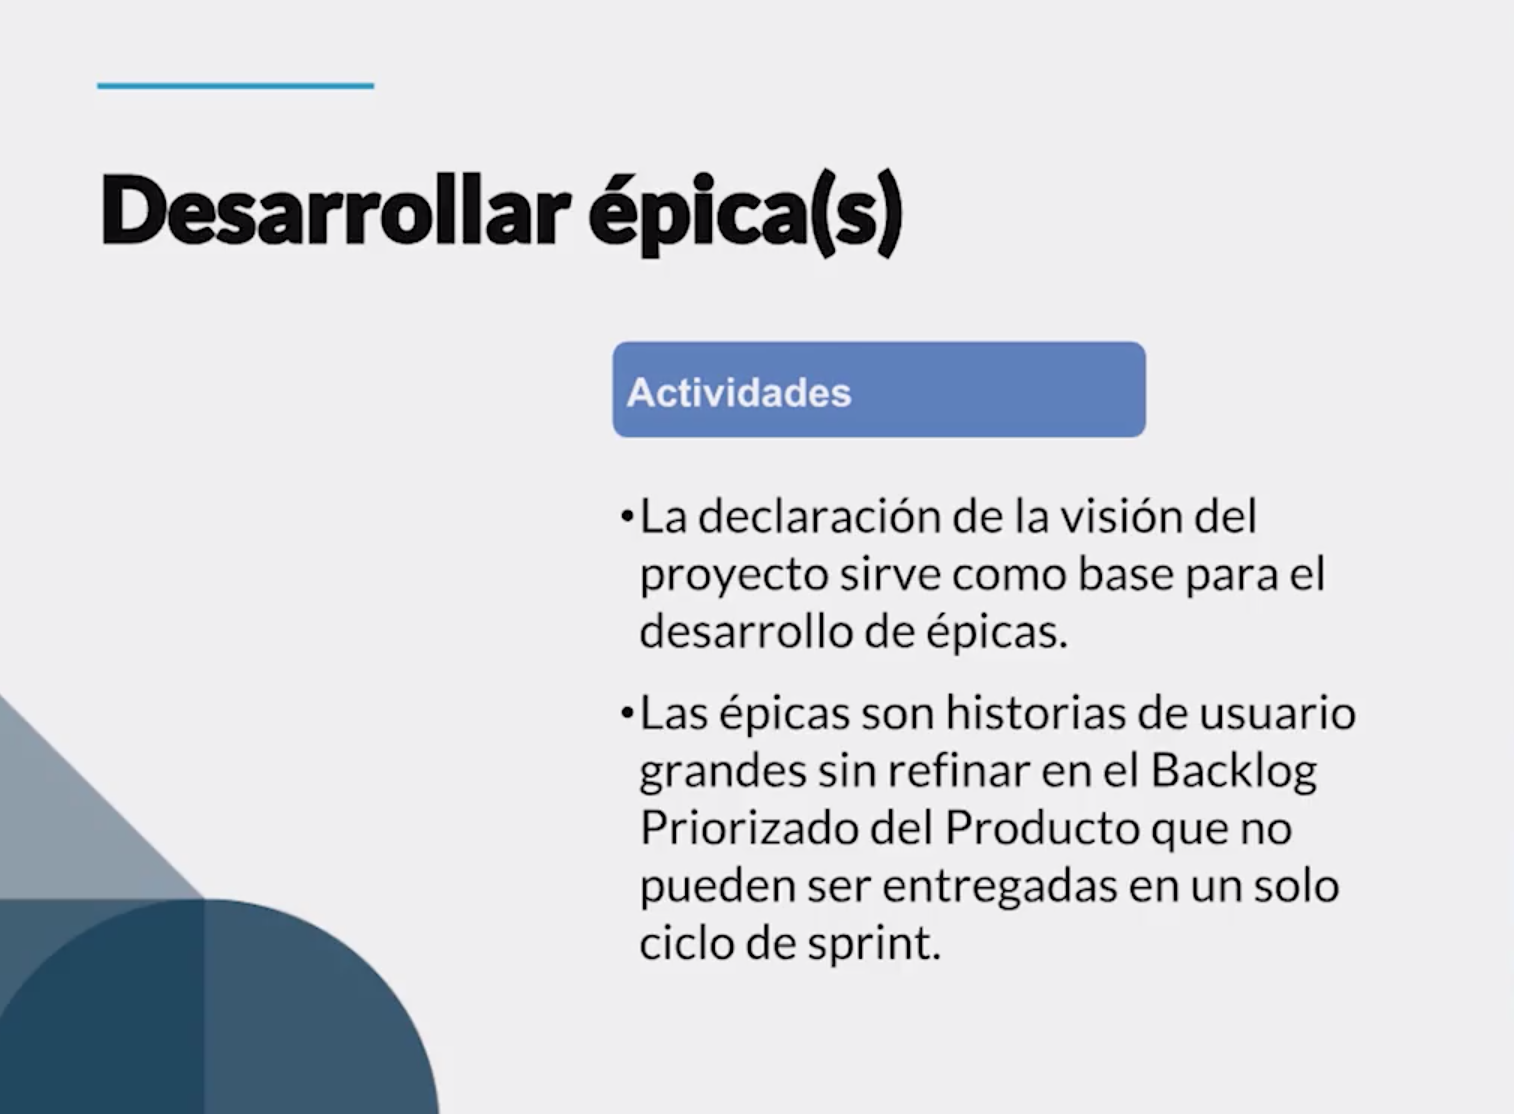 Desarrollar épica(s)
Actividades
•La declaración de la visión del
proyecto sirve como base para el
desarrollo de épicas.
•Las épicas son historias de usuario
grandes sin refinar en el Backlog
Priorizado del Producto que no
pueden ser entregadas en un solo
ciclo de sprint.